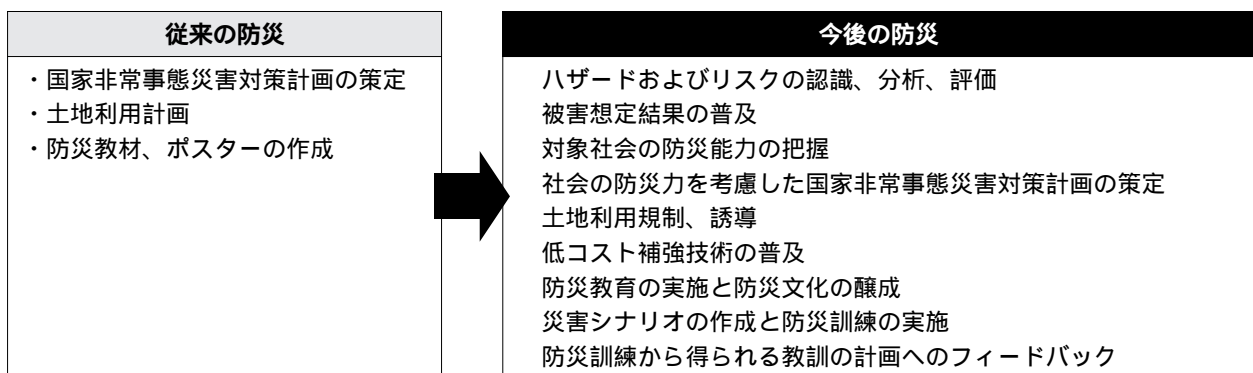 従来の防災
・国家非常事態災害対策計画の策定
・土地利用計画
・防災教材、ポスターの作成
今後の防災
ハザードおよびリスクの認識、分析、評価
被害想定結果の普及
対象社会の防災能力の把握
社会の防災力を考慮した国家非常事態災害対策計画の策定
土地利用規制、誘導
低コスト補強技術の普及
防災教育の実施と防災文化の醸成
災害シナリオの作成と防災訓練の実施
防災訓練から得られる教訓の計画へのフィードバック